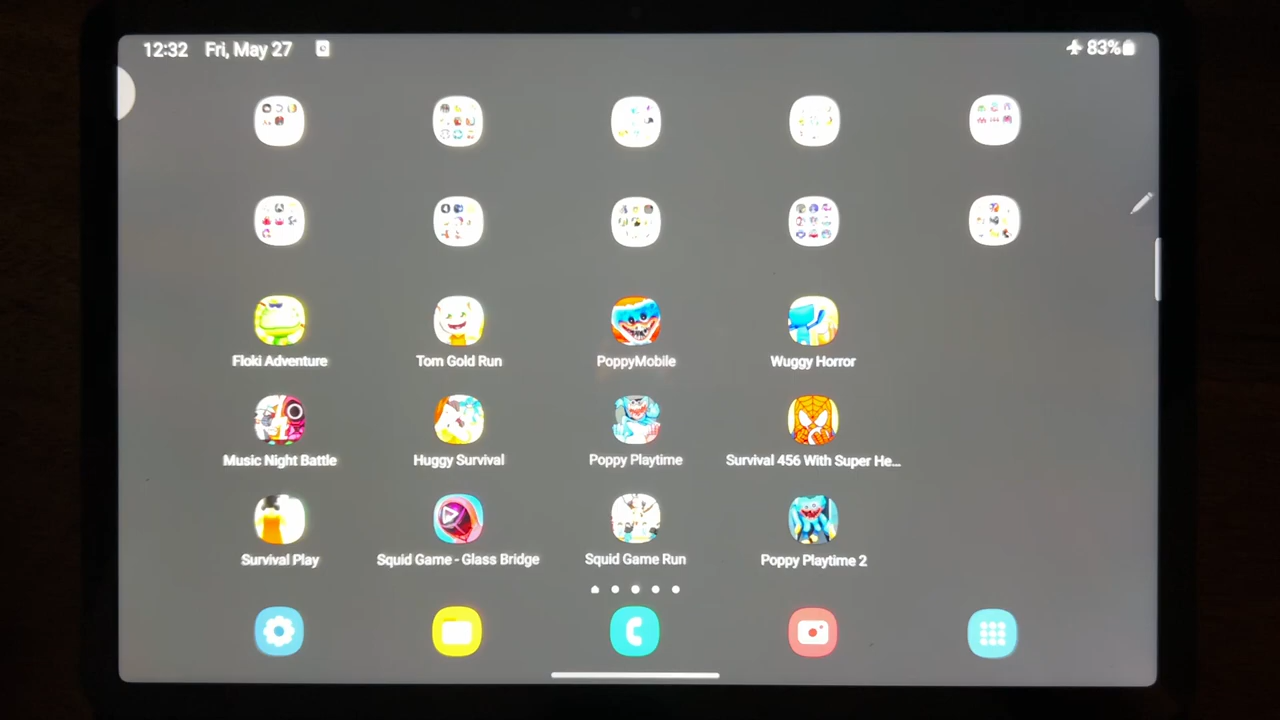 12:32 Fri, May 27 83%
Floki Adventure Tom Gold Run PoppyMobile Wuggy Horror
Music Night Battle Huggy Survival Poppy Playtime Survival 456 With Super He...
Survival Play Squid Game - Glass Bridge Squid Game Run Poppy Playtime 2